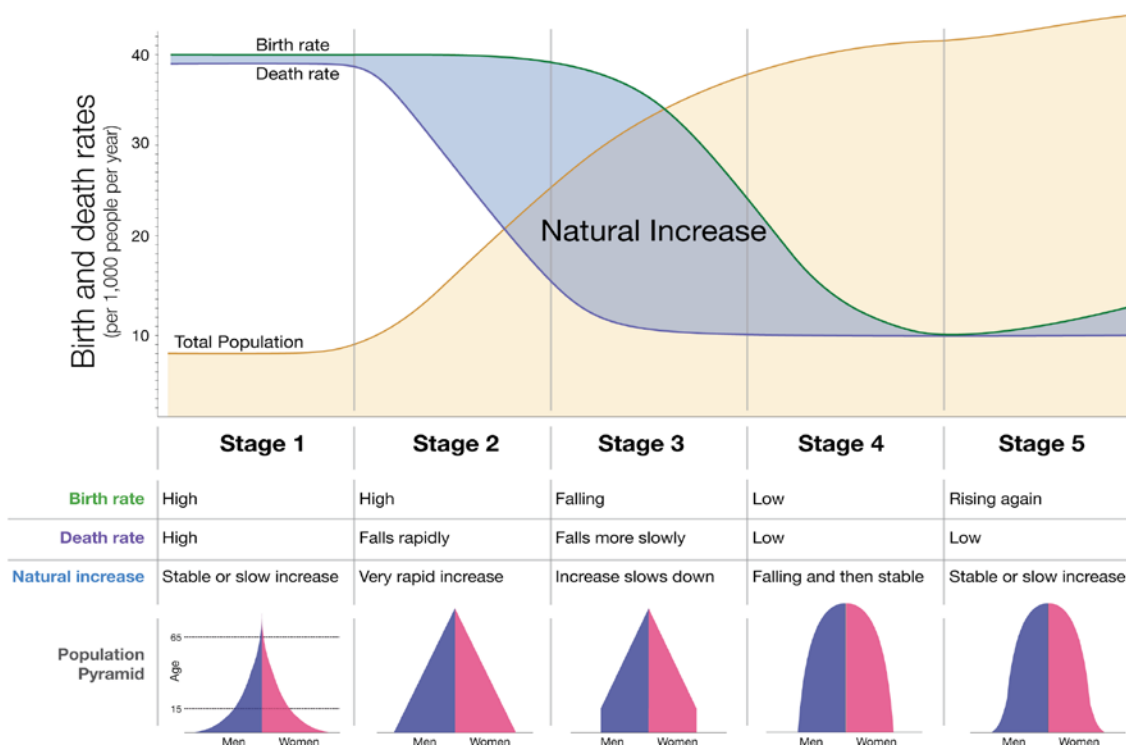 Birth and death rates
(per 1,000 people per year)
40
30
20
10
Birth rate
Death rate
Total Population
Natural Increase
Stage 1
Stage 2
Stage 3
Stage 4
Stage 5
Birth rate
High
High
Falling
Low
Rising again
Death rate
High
Falls rapidly
Falls more slowly
Low
Low
Natural increase
Stable or slow increase
Very rapid increase
Increase slows down
Falling and then stable
Stable or slow increase
Population
Pyramid
65
Age
15
Men
Women
Men
Women
Men
Women
Men
Women
Men
Women